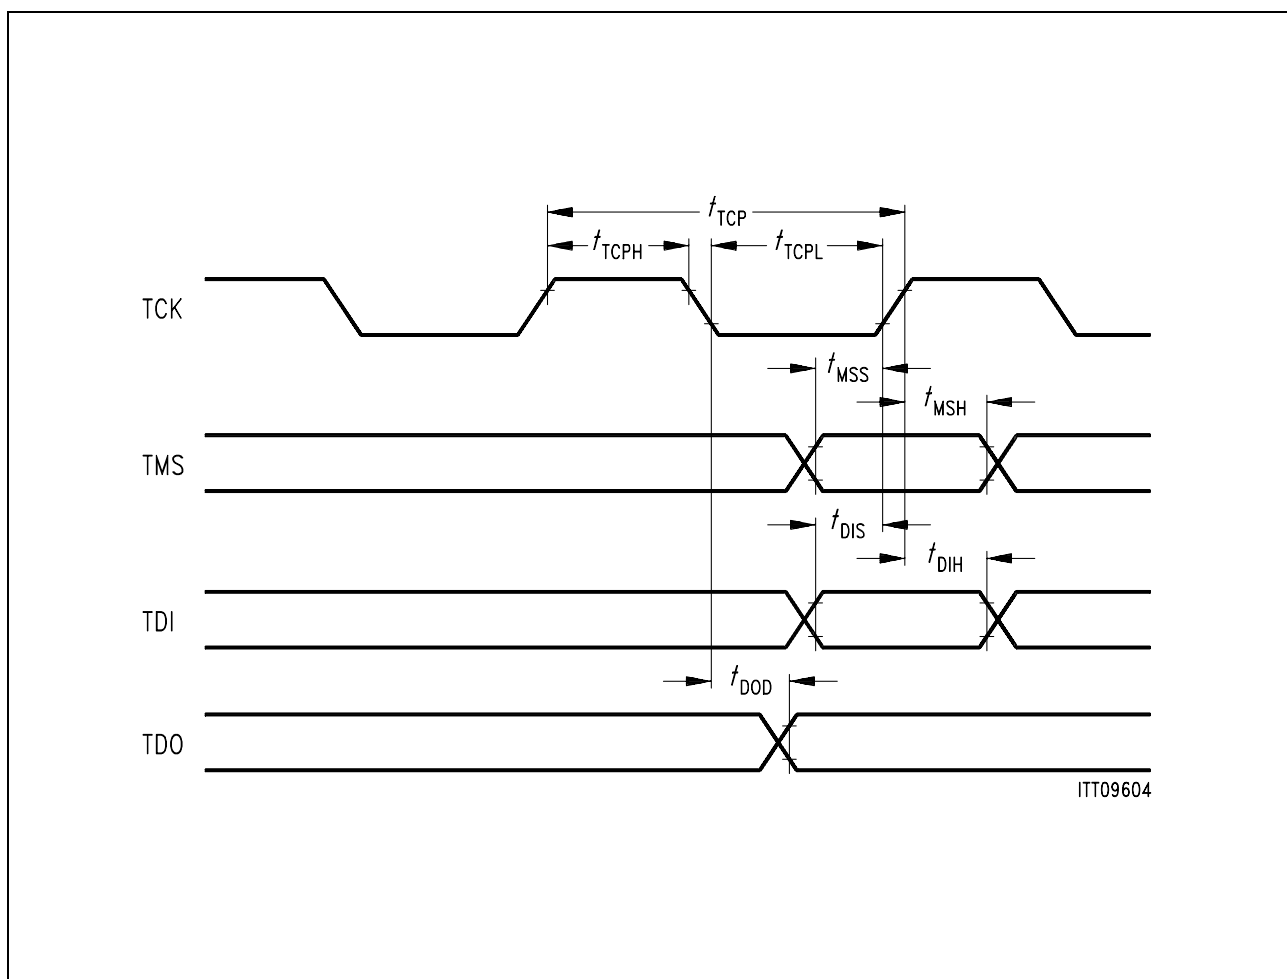 tTCP
tTCPH
tTCPL
TCK
tMSS
tMSH
TMS
tDIS
tDIH
TDI
tDOD
TDO
ITT09604